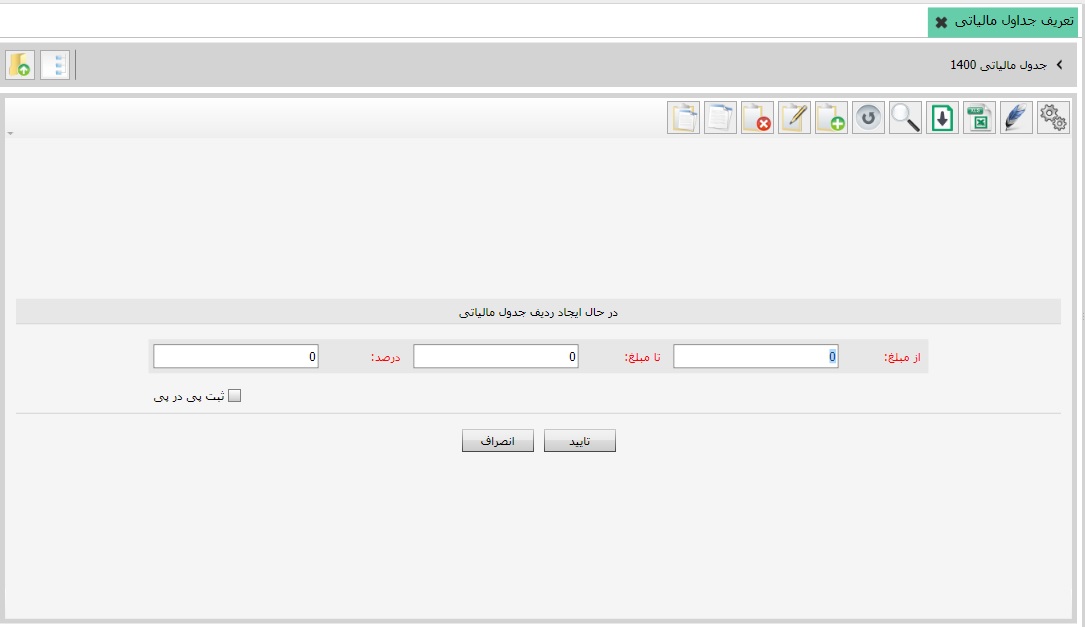 تعریف جداول مالیاتی
جدول مالیاتی 1400
در حال ایجاد ردیف جدول مالیاتی
از مبلغ: 0 تا مبلغ: 0 درصد: 0
ثبت پی در پی
تایید انصراف